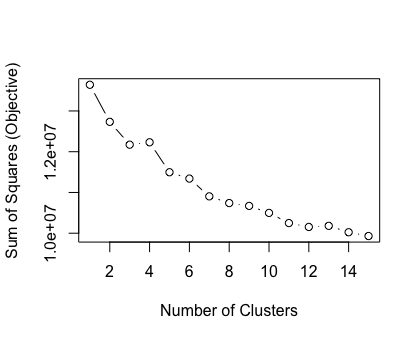 Sum of Squares (Objective)
1.2e+07
1.0e+07
2 4 6 8 10 12 14
Number of Clusters